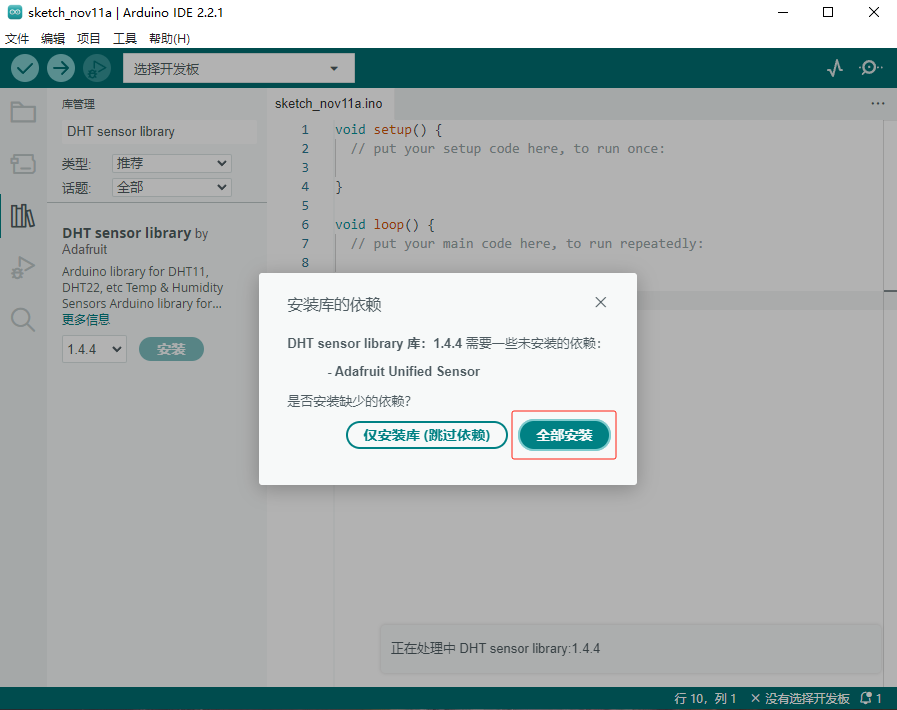 sketch_nov11a | Arduino IDE 2.2.1
文件 编辑 项目 工具 帮助(H)
选择开发板
库管理
sketch_nov11a.ino
DHT sensor library
类型: 推荐
话题: 全部
DHT sensor library by
Adafruit
Arduino library for DHT11,
DHT22, etc Temp & Humidity
Sensors Arduino library for...
更多信息
1.4.4 安装
1 void setup() {
2 // put your setup code here, to run once:
3
4 }
5
6 void loop() {
7 // put your main code here, to run repeatedly:
8
安装库的依赖
DHT sensor library 库：1.4.4 需要一些未安装的依赖：
- Adafruit Unified Sensor
是否安装缺少的依赖?
仅安装库 (跳过依赖) 全部安装
正在处理中 DHT sensor library:1.4.4
行 10，列 1 × 没有选择开发板 1